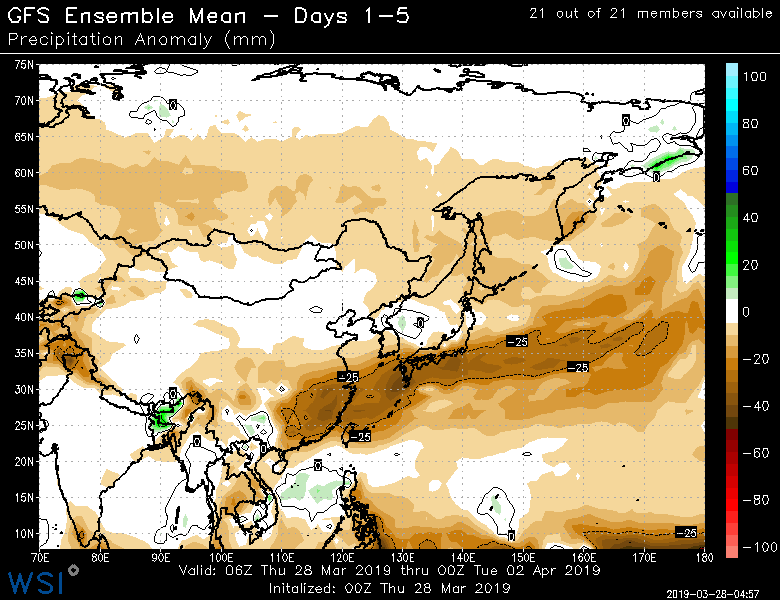 GFS Ensemble Mean – Days 1–5
21 out of 21 members available
Precipitation Anomaly (mm)
75N
70N
65N
60N
55N
50N
45N
40N
35N
30N
25N
20N
15N
10N
0
0
0
0
-25
-25
-25
0
-25
0
0
0
-25
0
100
80
60
40
20
0
−20
−40
−60
−80
−100
70E
80E
90E
100E
110E
120E
130E
140E
150E
160E
170E
180
Valid: 06Z Thu 28 Mar 2019 thru 00Z Tue 02 Apr 2019
Initalized: 00Z Thu 28 Mar 2019
WSI
2019-03-28-04:57